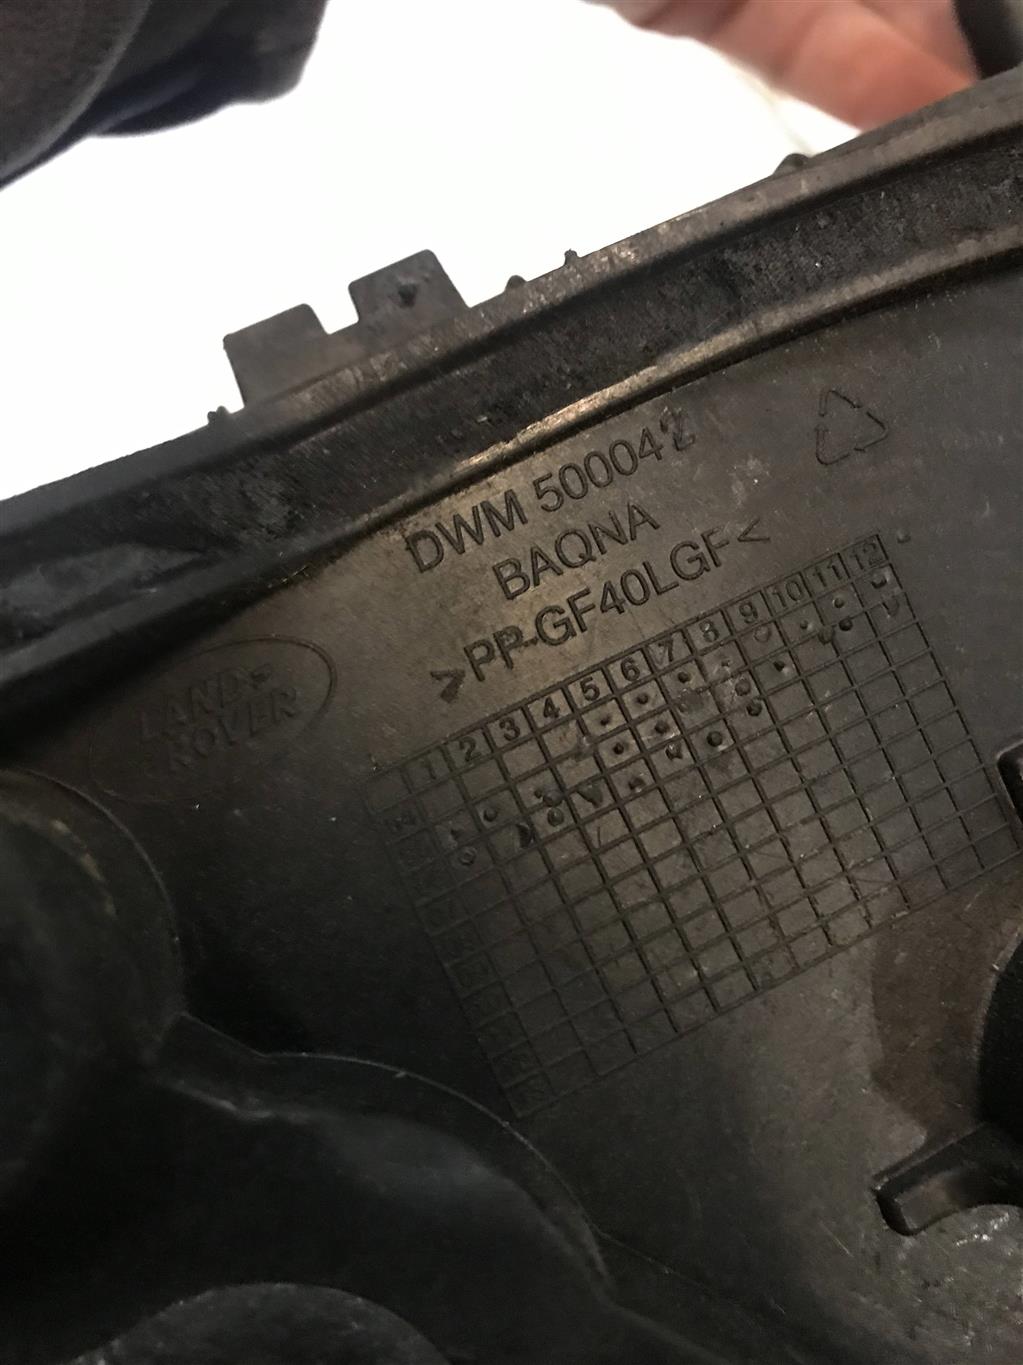 DWM 500042
BAQNA
>PP-GF40LGF<
LAND-
ROVER
1 2 3 4 5 6 7 8 9 10 11 12
04